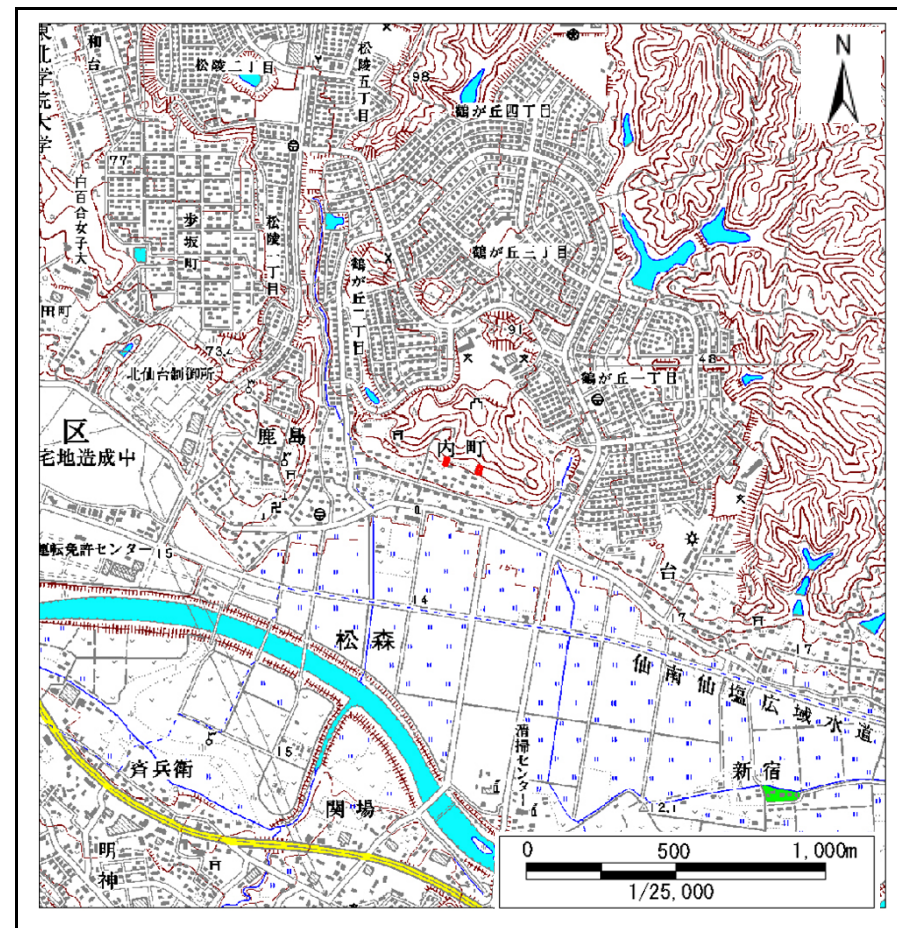 東北学院大学
和台
松陵二丁目
松陵五丁目
98
鶴が丘四丁目
N
77
白百合女子大
歩坂町
松陵一丁目
鶴が丘一丁目
鶴が丘三丁目
田町
73.4
北仙台制御所
91
48
鶴が丘一丁目
区
宅地造成中
鹿島
内町
運転免許センター
15
14
台
17
松森
17
仙南仙塩広域水道
斉兵衛
15
関場
清掃センター
新宿
12.1
明神
0 500 1,000m
1/25,000